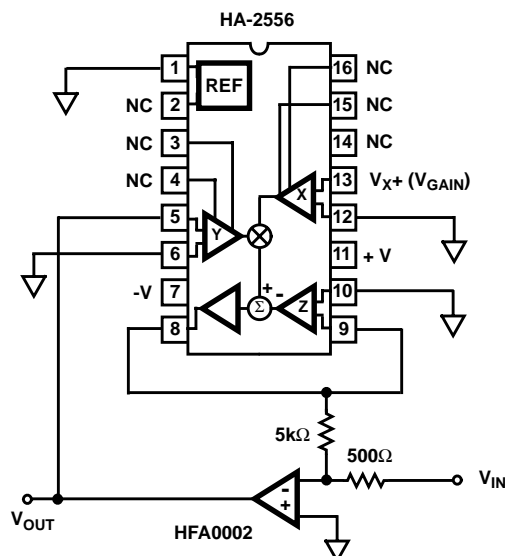 HA-2556
1
REF
16
NC
NC
2
15
NC
3
14
NC
NC
4
X
13
VX+ (VGAIN)
5
Y
12
6
11
+ V
-V
7
+
-
10
8
Σ
Z
9
5kΩ
500Ω
VIN
-
+
VOUT
HFA0002